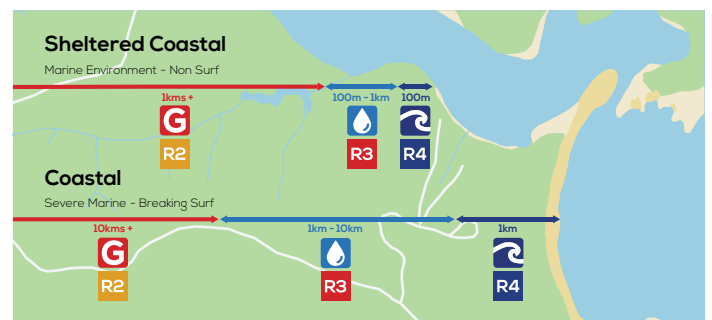 Sheltered Coastal
Marine Environment - Non Surf
1kms + 100m - 1km 100m
G
R2 R3 R4
Coastal
Severe Marine - Breaking Surf
10kms + 1km - 10km 1km
G
R2 R3 R4